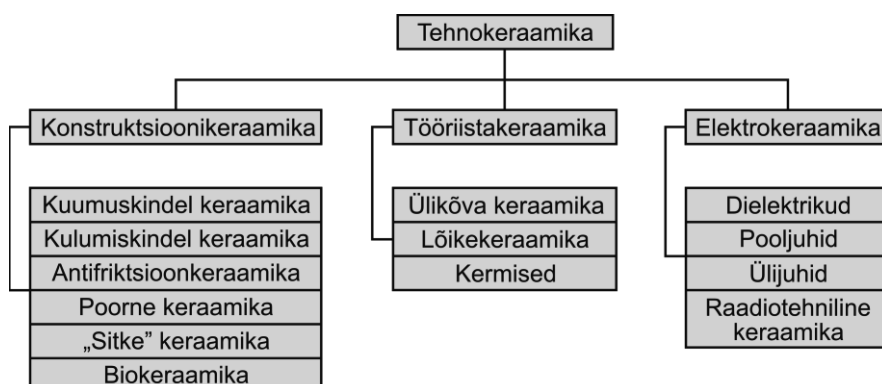 Tehnokeraamika
Konstruktsioonikeraamika
Tööriistakeraamika
Elektrokeraamika
Kuumuskindel keraamika
Kulumiskindel keraamika
Antifriktsioonkeraamika
Poorne keraamika
„Sitke” keraamika
Biokeraamika
Ülikõva keraamika
Lõikekeraamika
Kermised
Dielektrikud
Pooljuhid
Ülijuhid
Raadiotehniline
keraamika